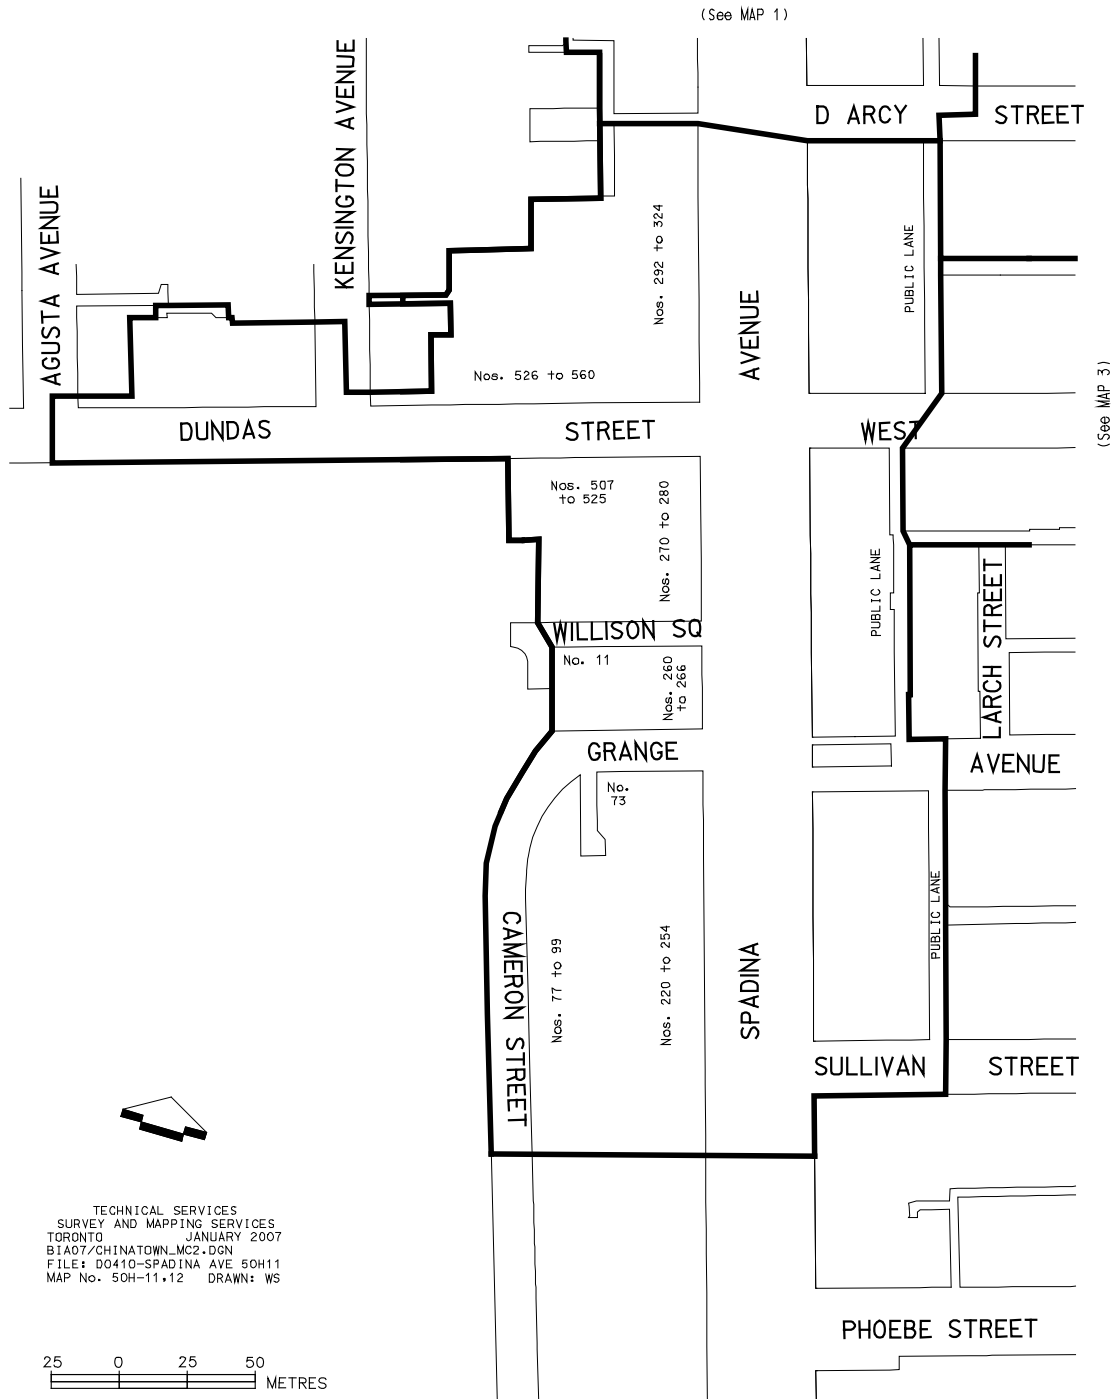 (See MAP 1)
KENSINGTON AVENUE
D ARCY
STREET
AGUSTA AVENUE
Nos. 292 to 324
PUBLIC LANE
AVENUE
Nos. 526 to 560
(See MAP 3)
DUNDAS
STREET
WEST
Nos. 507
to 525
Nos. 270 to 280
PUBLIC LANE
LARCH STREET
WILLISON SQ
No. 11
Nos. 260
to 266
GRANGE
AVENUE
No.
73
PUBLIC LANE
CAMERON STREET
Nos. 77 to 99
Nos. 220 to 254
SPADINA
SULLIVAN
STREET
TECHNICAL SERVICES
SURVEY AND MAPPING SERVICES
TORONTO JANUARY 2007
BIA07/CHINATOWN_MC2.DGN
FILE: D0410-SPADINA AVE 50H11
MAP No. 50H-11,12 DRAWN: WS
PHOEBE STREET
25 0 25 50
METRES